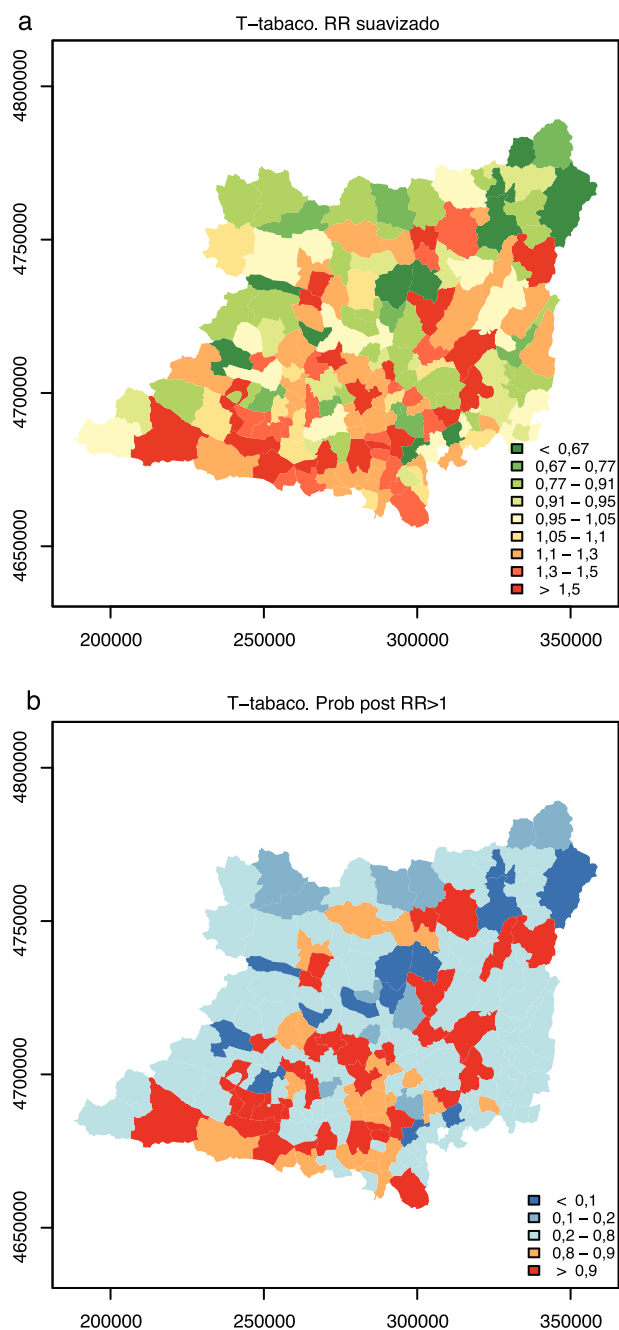 a
T–tabaco. RR suavizado
4800000
4750000
4700000
4650000
< 0,67
0,67 – 0,77
0,77 – 0,91
0,91 – 0,95
0,95 – 1,05
1,05 – 1,1
1,1 – 1,3
1,3 – 1,5
> 1,5
200000 250000 300000 350000
b
T–tabaco. Prob post RR>1
4800000
4750000
4700000
4650000
< 0,1
0,1 – 0,2
0,2 – 0,8
0,8 – 0,9
> 0,9
200000 250000 300000 350000